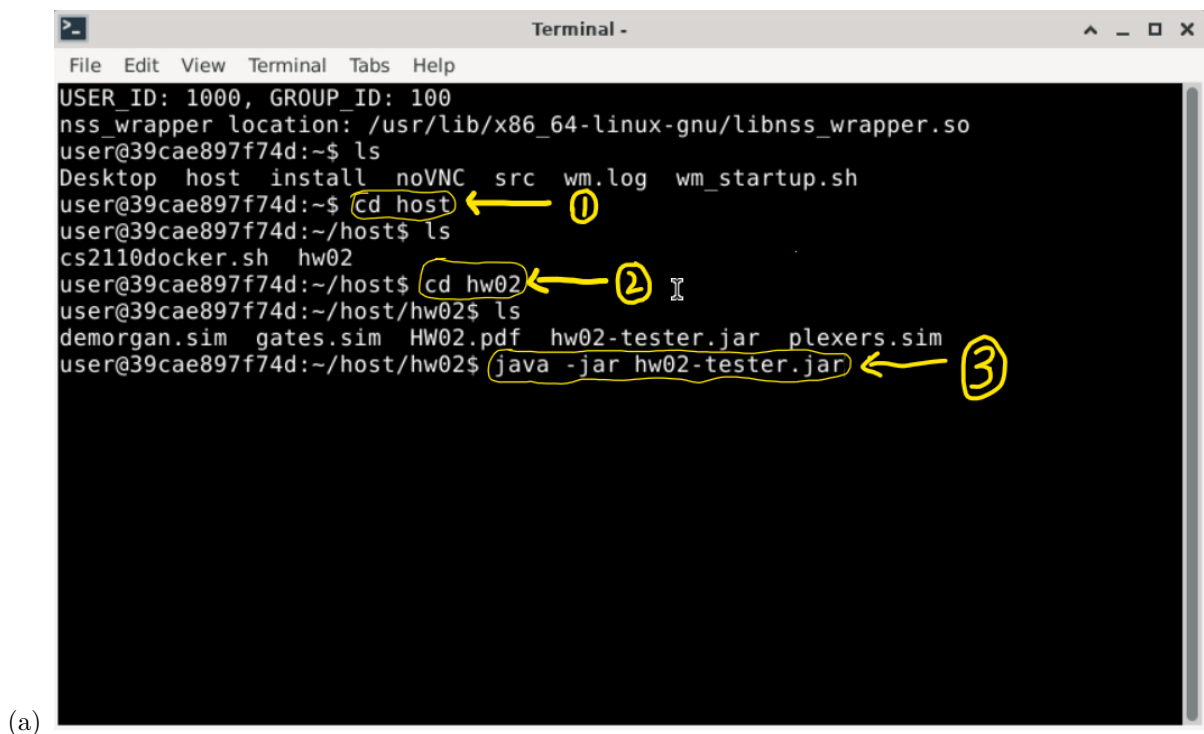 Terminal -
File Edit View Terminal Tabs Help
USER_ID: 1000, GROUP_ID: 100
nss_wrapper location: /usr/lib/x86_64-linux-gnu/libnss_wrapper.so
user@39cae897f74d:~$ ls
Desktop host install noVNC src wm.log wm_startup.sh
user@39cae897f74d:~$ cd host 1
user@39cae897f74d:~/host$ ls
cs2110docker.sh hw02
user@39cae897f74d:~/host$ cd hw02 2
user@39cae897f74d:~/host/hw02$ ls
demorgan.sim gates.sim HW02.pdf hw02-tester.jar plexers.sim
user@39cae897f74d:~/host/hw02$ java -jar hw02-tester.jar 3
(a)